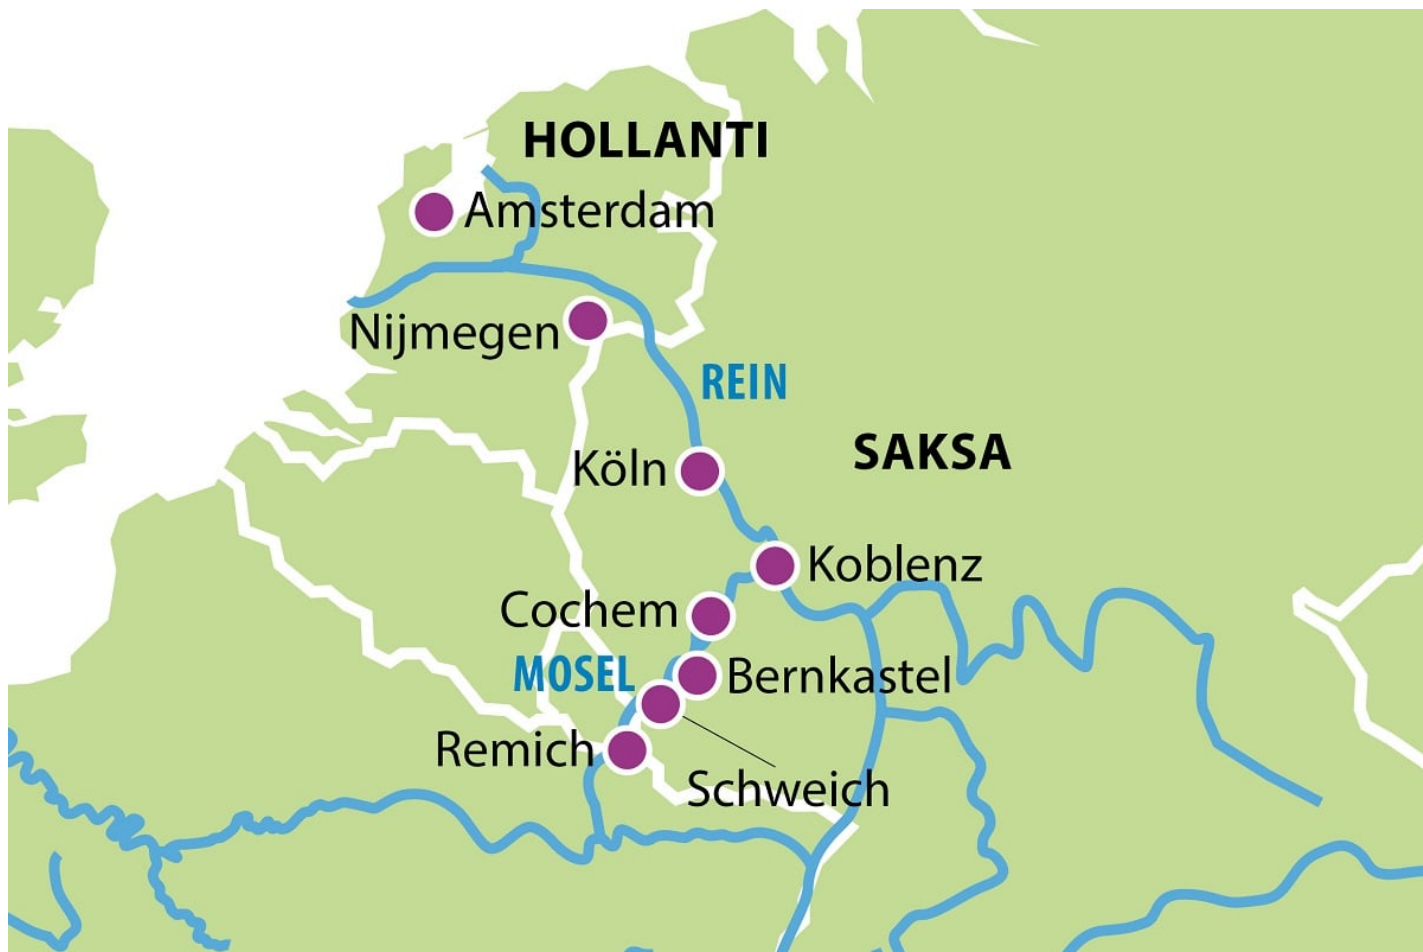 HOLLANTI
Amsterdam
Nijmegen
REIN
SAKSA
Köln
Koblenz
Cochem
MOSEL
Bernkastel
Remich
Schweich